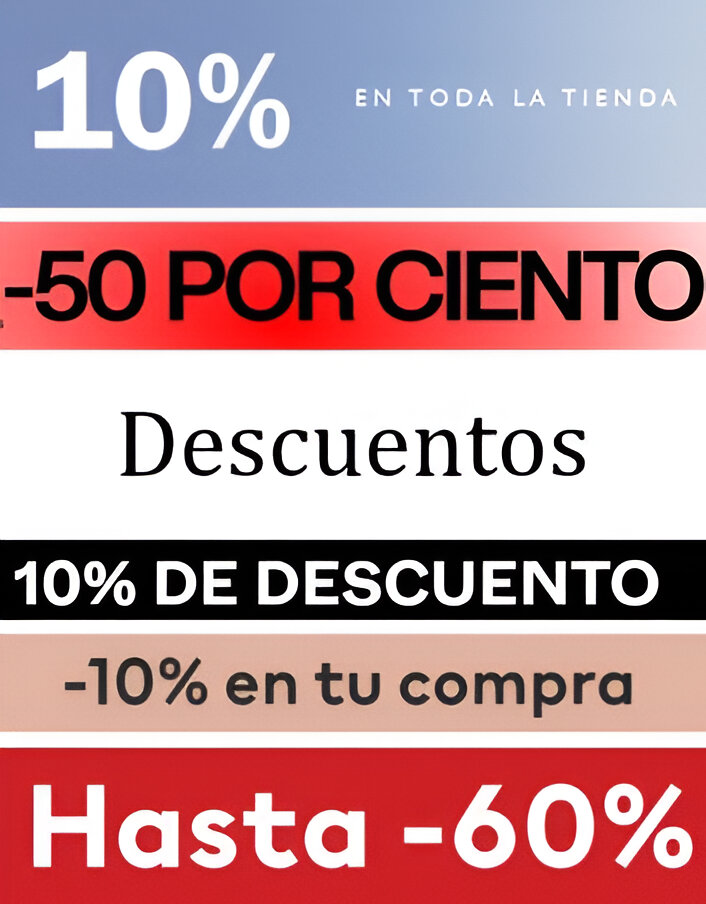 10% EN TODA LA TIENDA
-50 POR CIENTO
Descuentos
10% DE DESCUENTO
-10% en tu compra
Hasta -60%